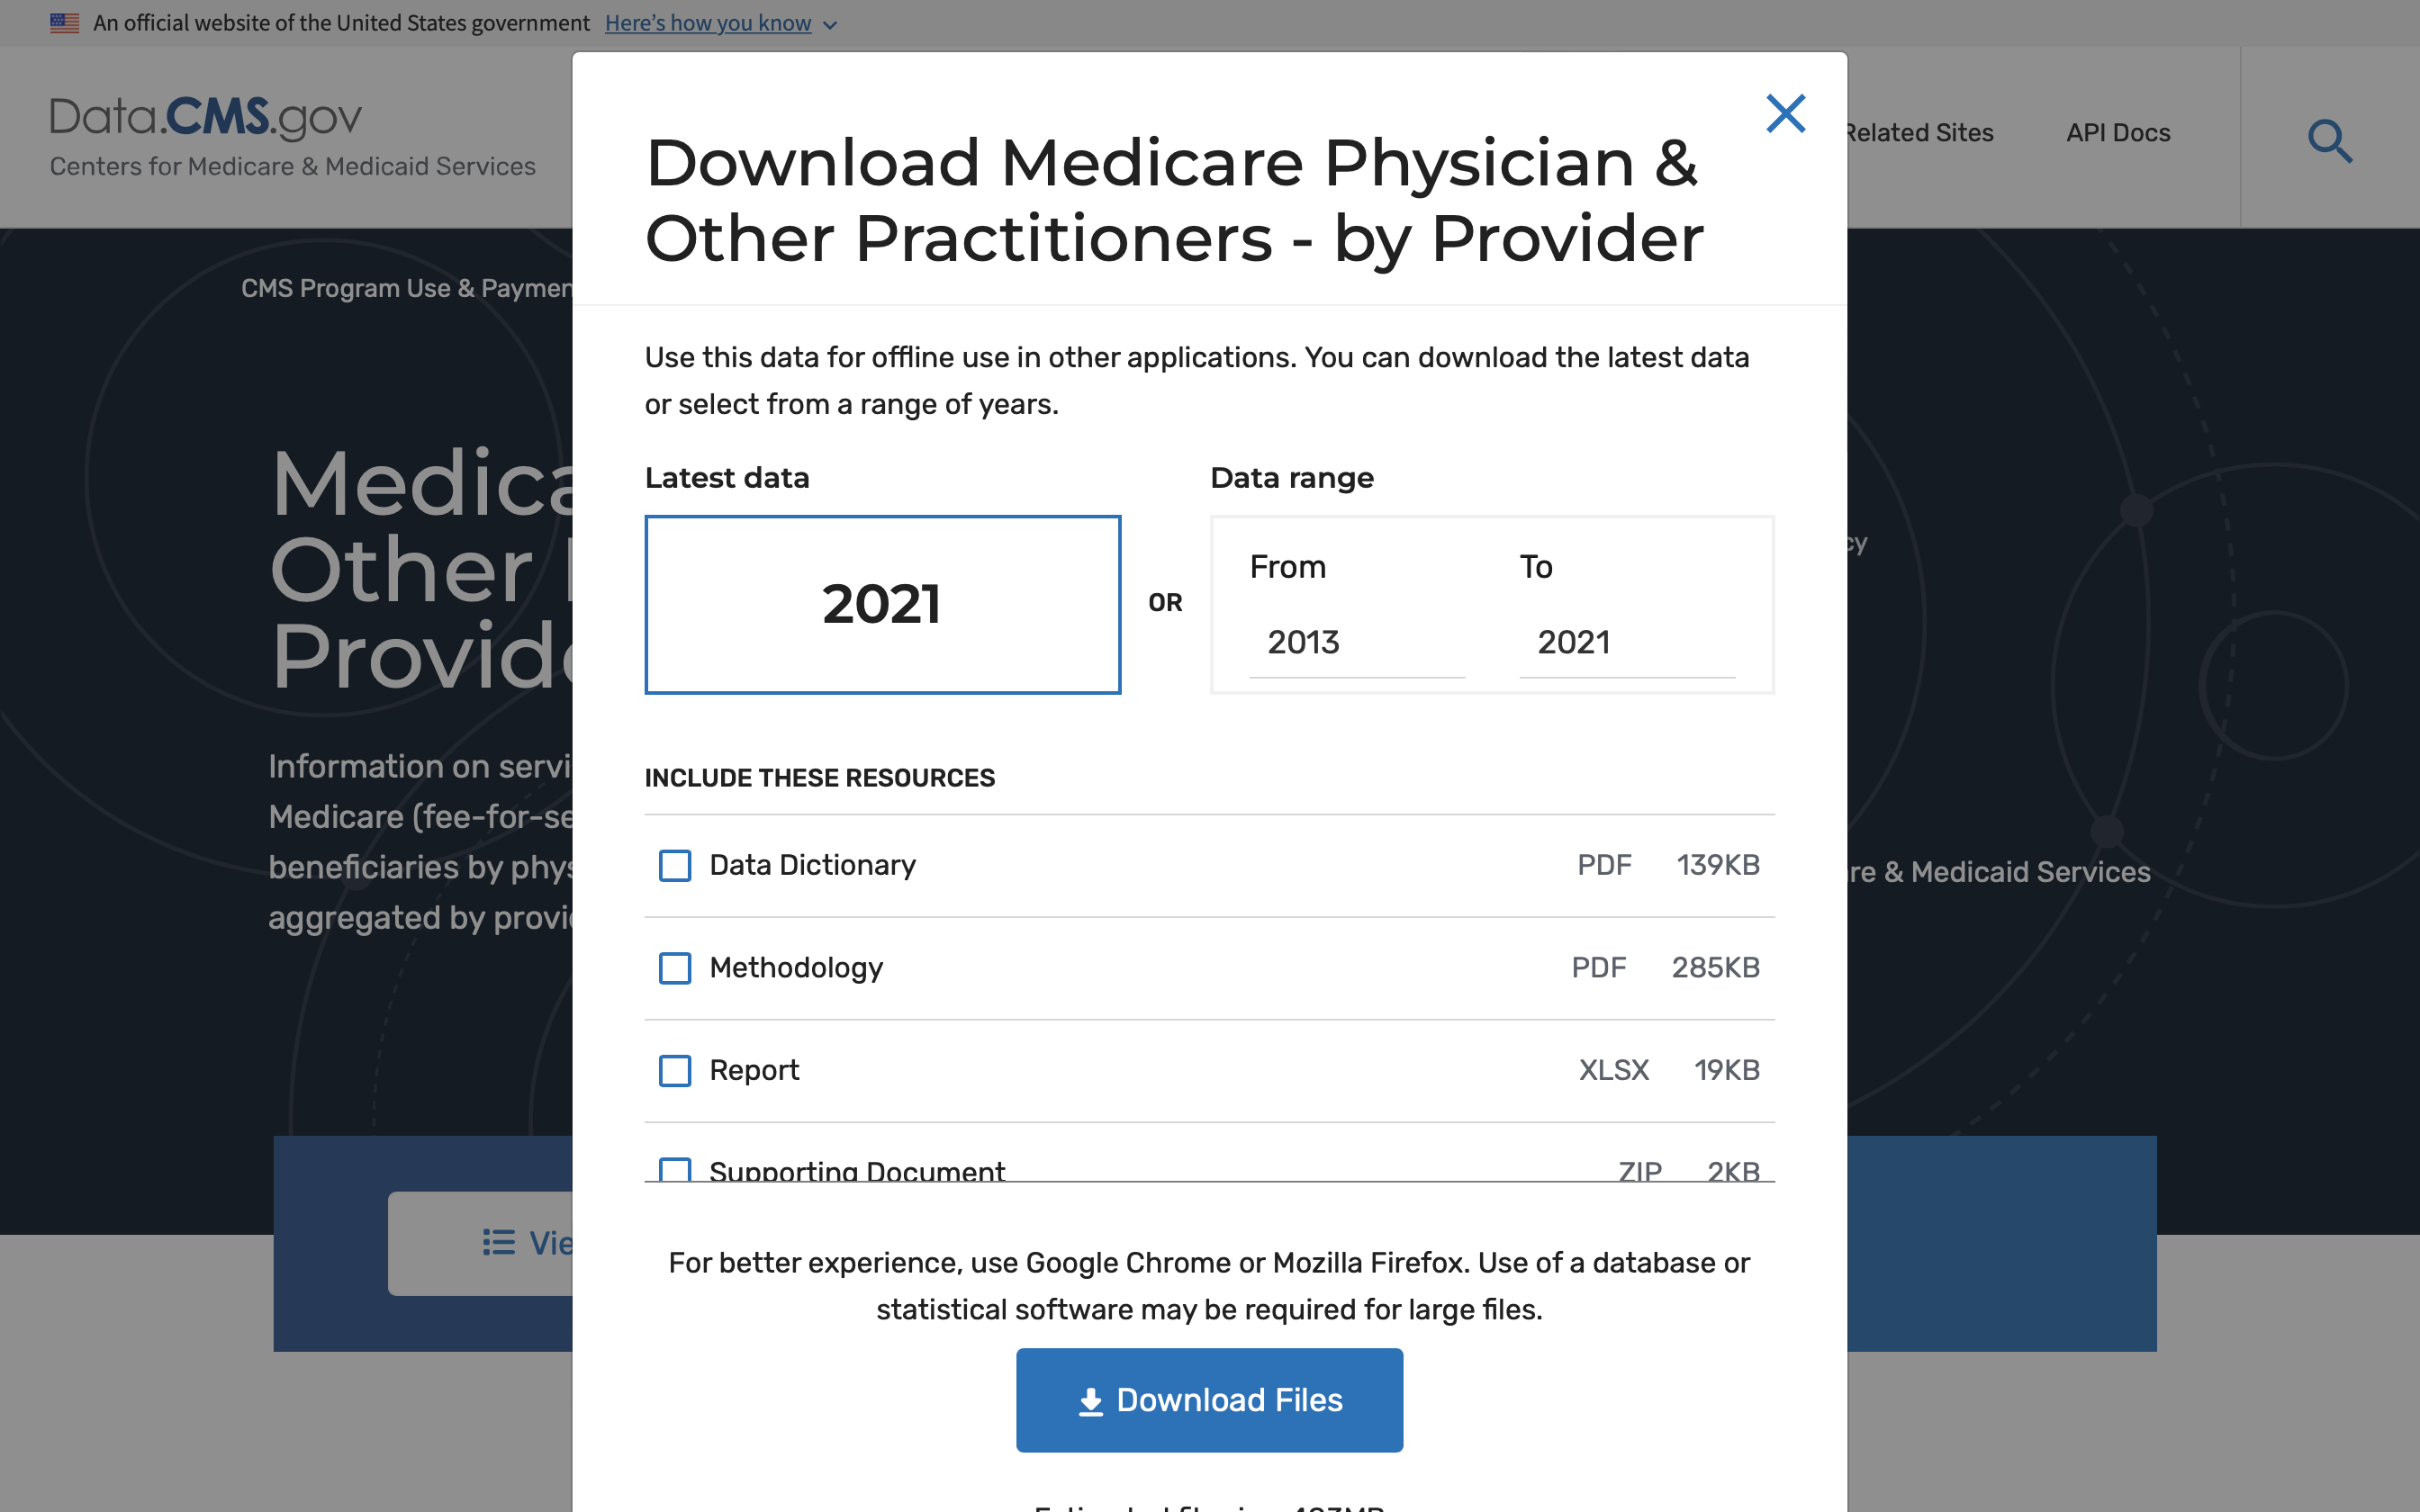 An official website of the United States government Here's how you know
Data.CMS.gov
Centers for Medicare & Medicaid Services
Related Sites
API Docs
CMS Program Use & Paymen
Medica
Other
Provide
Information on servi
Medicare (fee-for-se
beneficiaries by phys
aggregated by provi
Vie
cy
re & Medicaid Services
Download Medicare Physician &
Other Practitioners - by Provider
Use this data for offline use in other applications. You can download the latest data
or select from a range of years.
Latest data
2021
OR
Data range
From To
2013 2021
INCLUDE THESE RESOURCES
Data Dictionary PDF 139KB
Methodology PDF 285KB
Report XLSX 19KB
Supporting Document ZIP 2KB
For better experience, use Google Chrome or Mozilla Firefox. Use of a database or
statistical software may be required for large files.
Download Files